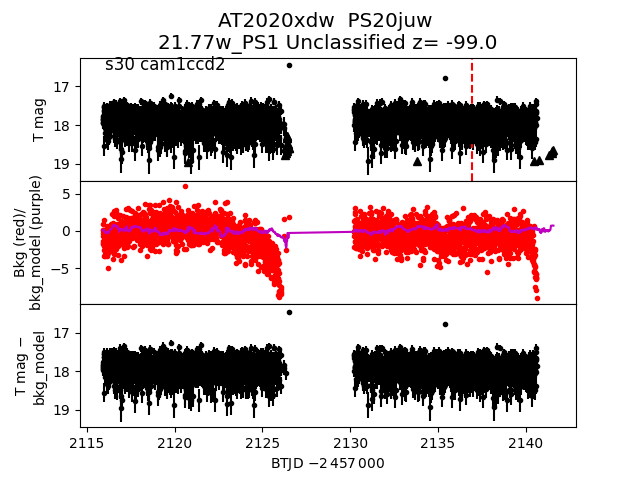 AT2020xdw  PS20juw
21.77w_PS1 Unclassified z= -99.0
s30 cam1ccd2
17
18
19
T mag
5
0
−5
Bkg (red)/
bkg_model (purple)
17
18
19
T mag −
bkg_model
2115
2120
2125
2130
2135
2140
BTJD −2 457 000